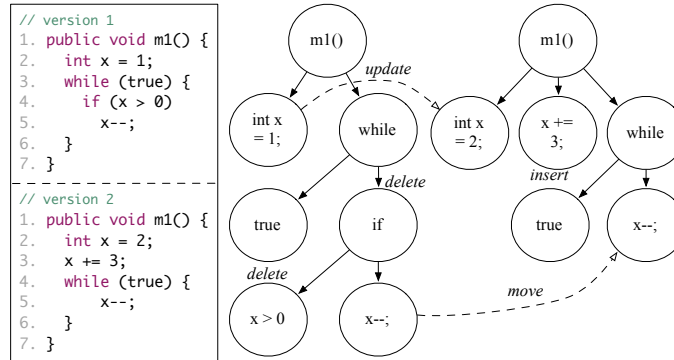 // version 1
1. public void m1() {
2. int x = 1;
3. while (true) {
4. if (x > 0)
5. x--;
6. }
7. }
// version 2
1. public void m1() {
2. int x = 2;
3. x += 3;
4. while (true) {
5. x--;
6. }
7. }
m1()
update
int x
= 1;
while
delete
true
if
delete
x > 0
x--;
move
m1()
int x
= 2;
x +=
3;
insert
while
true
x--;